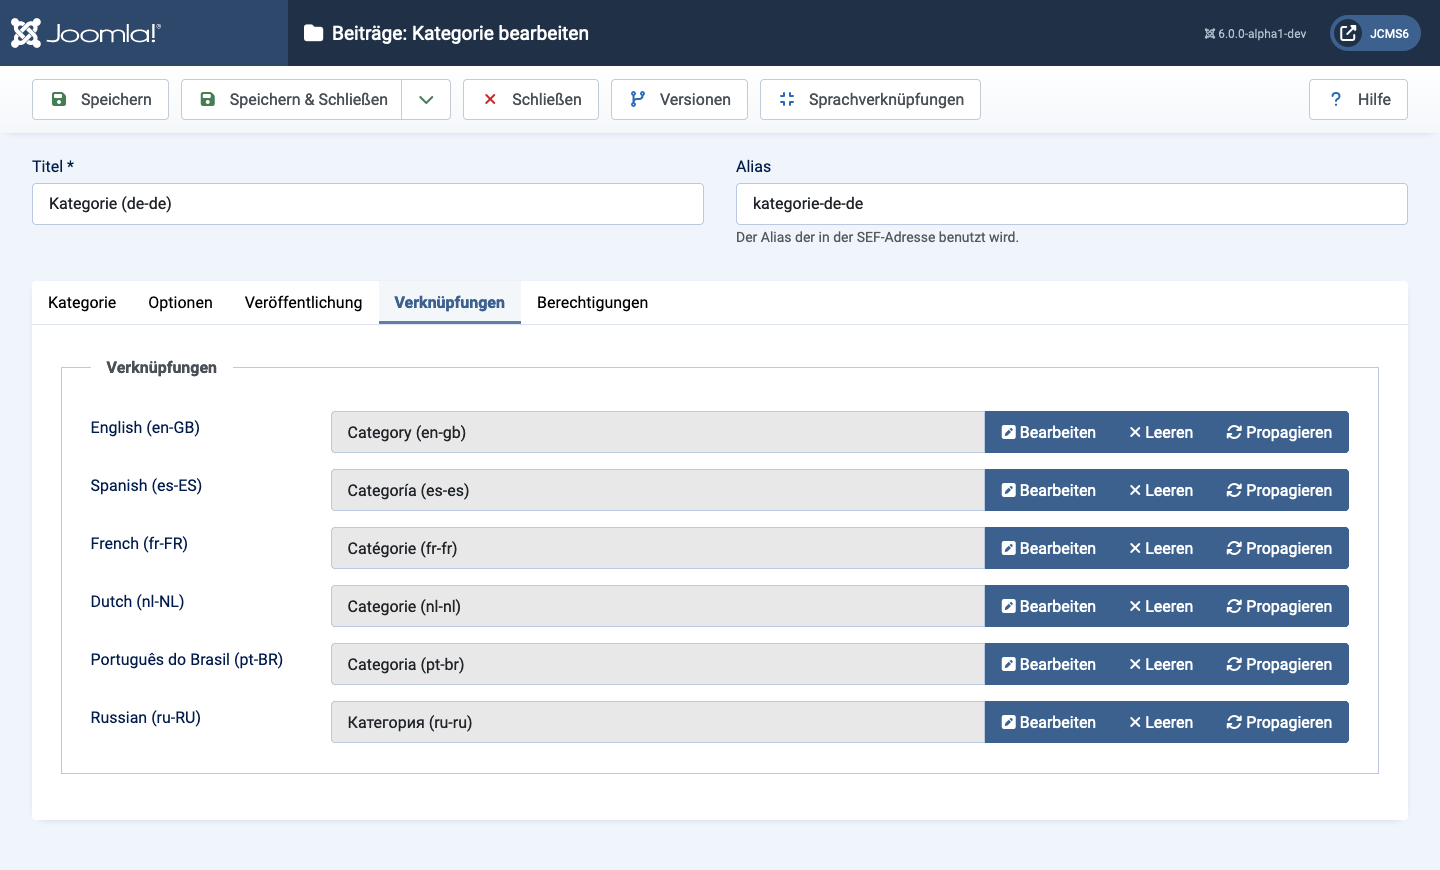 Joomla!®
Beiträge: Kategorie bearbeiten
6.0.0-alpha1-dev
JCMS6
Speichern
Speichern & Schließen
Schließen
Versionen
Sprachverknüpfungen
? Hilfe
Titel *
Alias
Kategorie (de-de)
kategorie-de-de
Der Alias der in der SEF-Adresse benutzt wird.
Kategorie Optionen Veröffentlichung Verknüpfungen Berechtigungen
Verknüpfungen
English (en-GB) Category (en-gb) Bearbeiten Leeren Propagieren
Spanish (es-ES) Categoría (es-es) Bearbeiten Leeren Propagieren
French (fr-FR) Catégorie (fr-fr) Bearbeiten Leeren Propagieren
Dutch (nl-NL) Categorie (nl-nl) Bearbeiten Leeren Propagieren
Português do Brasil (pt-BR) Categoria (pt-br) Bearbeiten Leeren Propagieren
Russian (ru-RU) Категория (ru-ru) Bearbeiten Leeren Propagieren